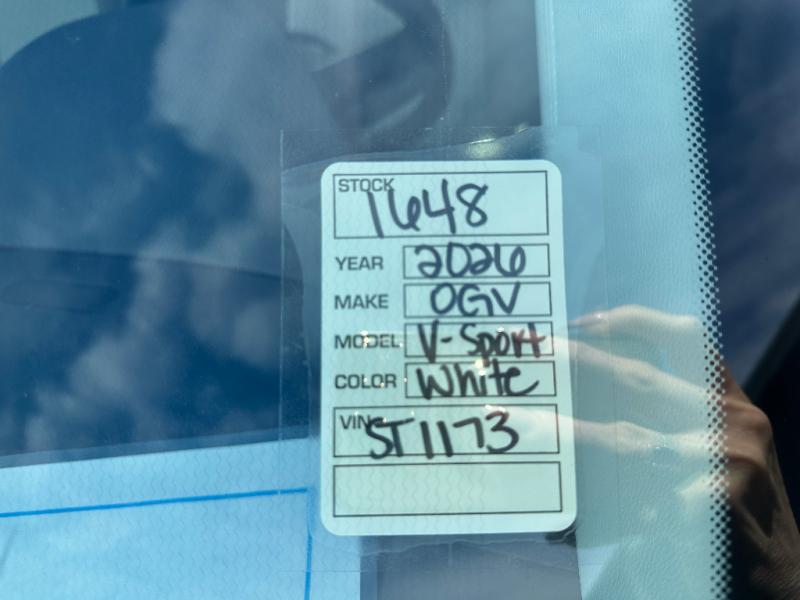 STOCK 1648
YEAR 2026
MAKE OGV
MODEL V-Sport
COLOR White
VIN ST1173